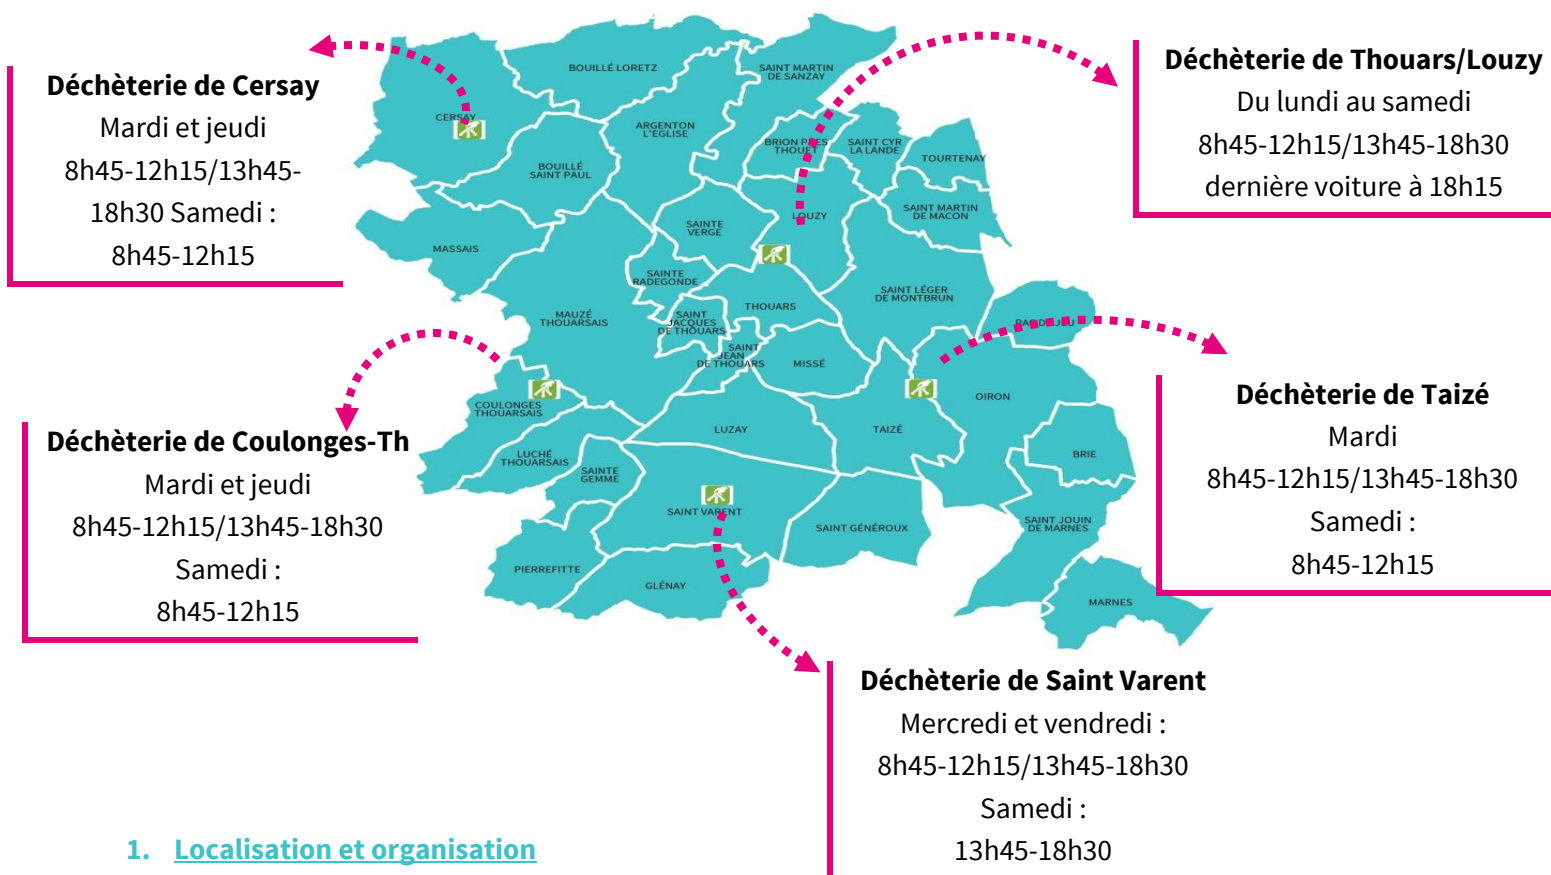 Déchèterie de Cersay
Mardi et jeudi
8h45-12h15/13h45-
18h30 Samedi :
8h45-12h15
Déchèterie de Thouars/Louzy
Du lundi au samedi
8h45-12h15/13h45-18h30
dernière voiture à 18h15
BOUILLÉ LORETZ
SAINT MARTIN
DE SANZAY
CERSAY
ARGENTON
L'EGLISE
BRION PRES
THOUET
SAINT CYR
LA LANDE
TOURTENAY
BOUILLÉ
SAINT PAUL
SAINT MARTIN
DE MACON
LOUZY
SAINTE
VERGE
MASSAIS
SAINTE
RADEGONDE
SAINT LÉGER
DE MONTBRUN
THOUARS
MAUZÉ
THOUARSAIS
SAINT
JACQUES
DE THOUARS
PAS DE JEU
SAINT
JEAN
DE THOUARS
MISSÉ
OIRON
COULONGES
THOUARSAIS
LUZAY
TAIZÉ
BRIE
LUCHÉ
THOUARSAIS
SAINTE
GEMME
SAINT VARENT
SAINT GÉNÉROUX
SAINT JOUIN
DE MARNES
PIERREFITTE
GLÉNAY
MARNES
Déchèterie de Coulonges-Th
Mardi et jeudi
8h45-12h15/13h45-18h30
Samedi :
8h45-12h15
Déchèterie de Taizé
Mardi
8h45-12h15/13h45-18h30
Samedi :
8h45-12h15
Déchèterie de Saint Varent
Mercredi et vendredi :
8h45-12h15/13h45-18h30
Samedi :
13h45-18h30
1. Localisation et organisation